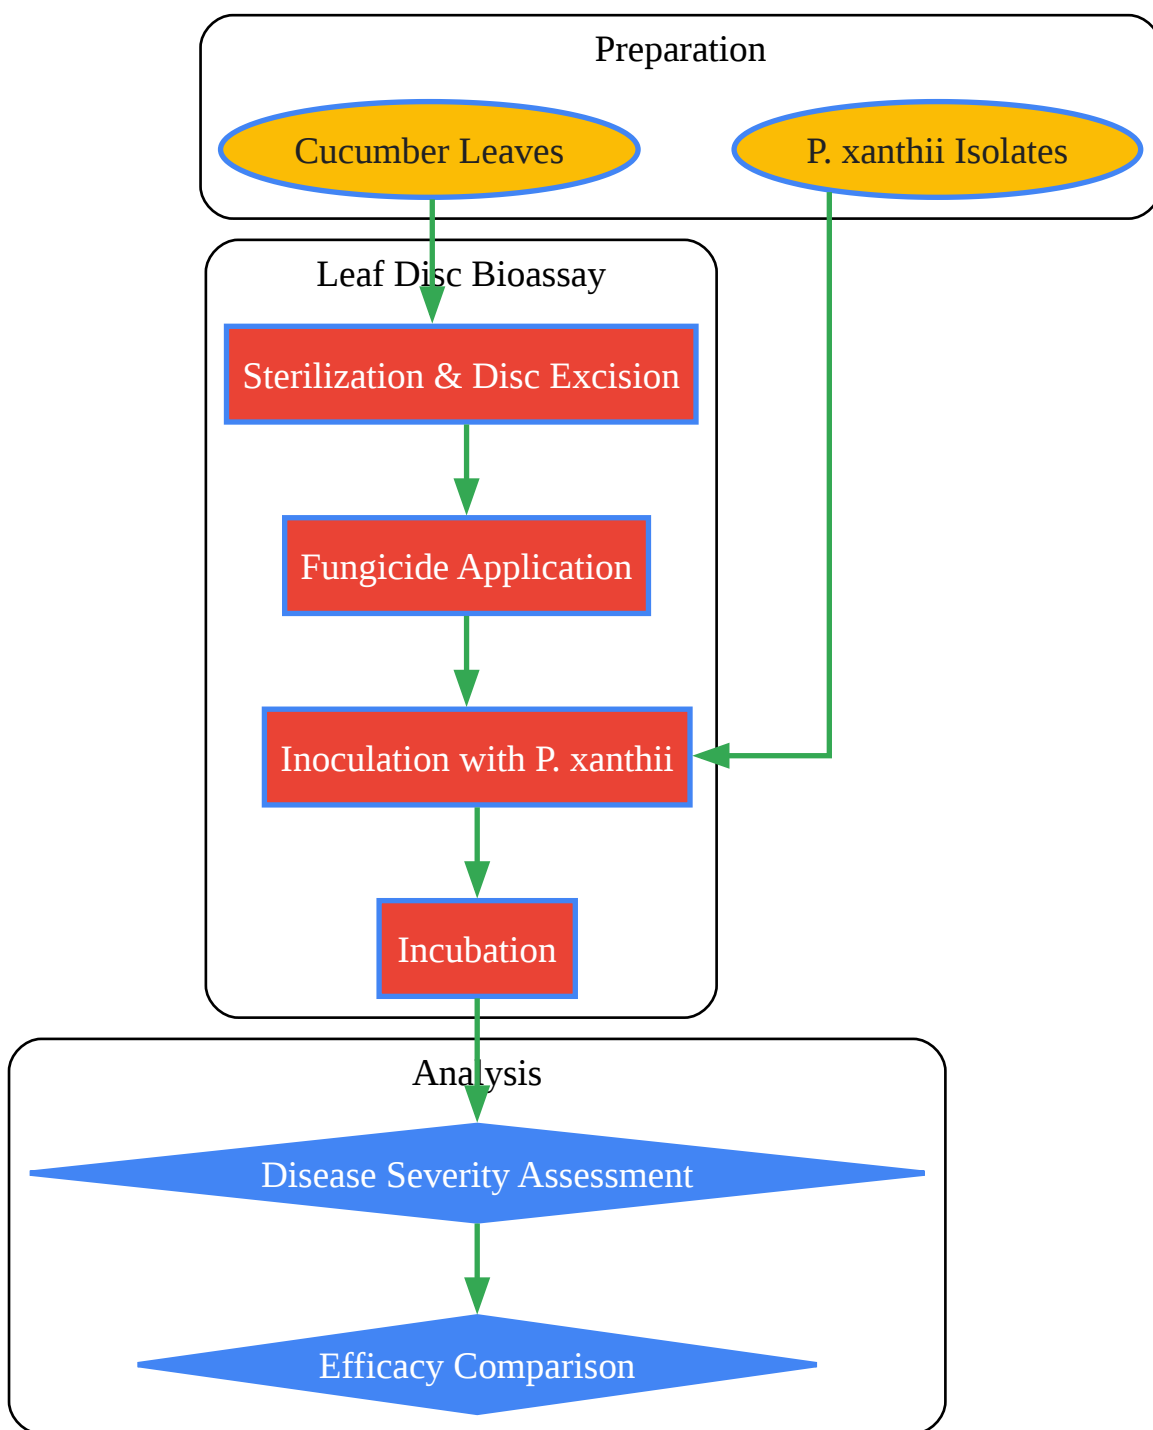 Preparation
Cucumber Leaves
P. xanthii Isolates
Leaf Disc Bioassay
Sterilization & Disc Excision
Fungicide Application
Inoculation with P. xanthii
Incubation
Analysis
Disease Severity Assessment
Efficacy Comparison